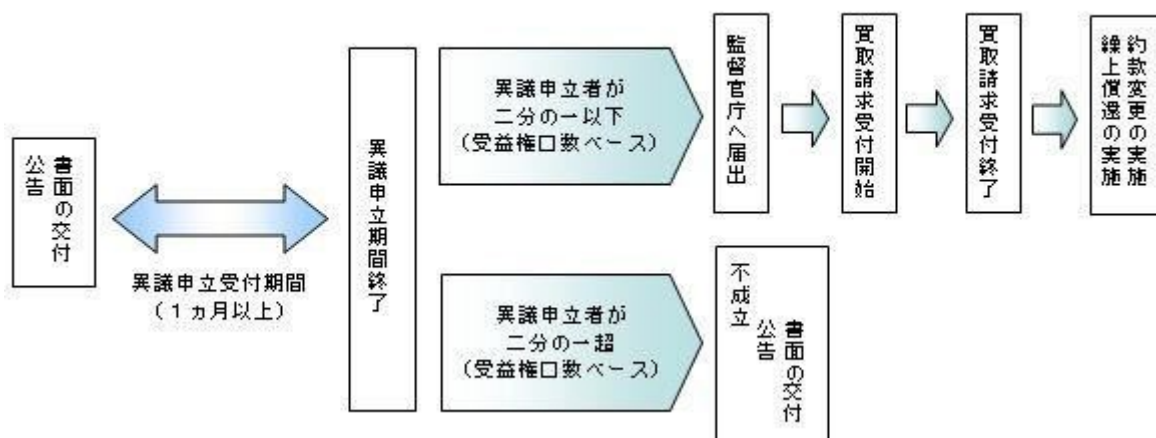 書面の交付
公告
異議申立受付期間
(１ヵ月以上)
異議申立期間終了
異議申立者が
二分の一以下
(受益権口数ベース)
監督官庁へ届出
買取請求受付開始
買取請求受付終了
約款変更の実施
繰上償還の実施
異議申立者が
二分の一超
(受益権口数ベース)
不成立
書面の交付
公告